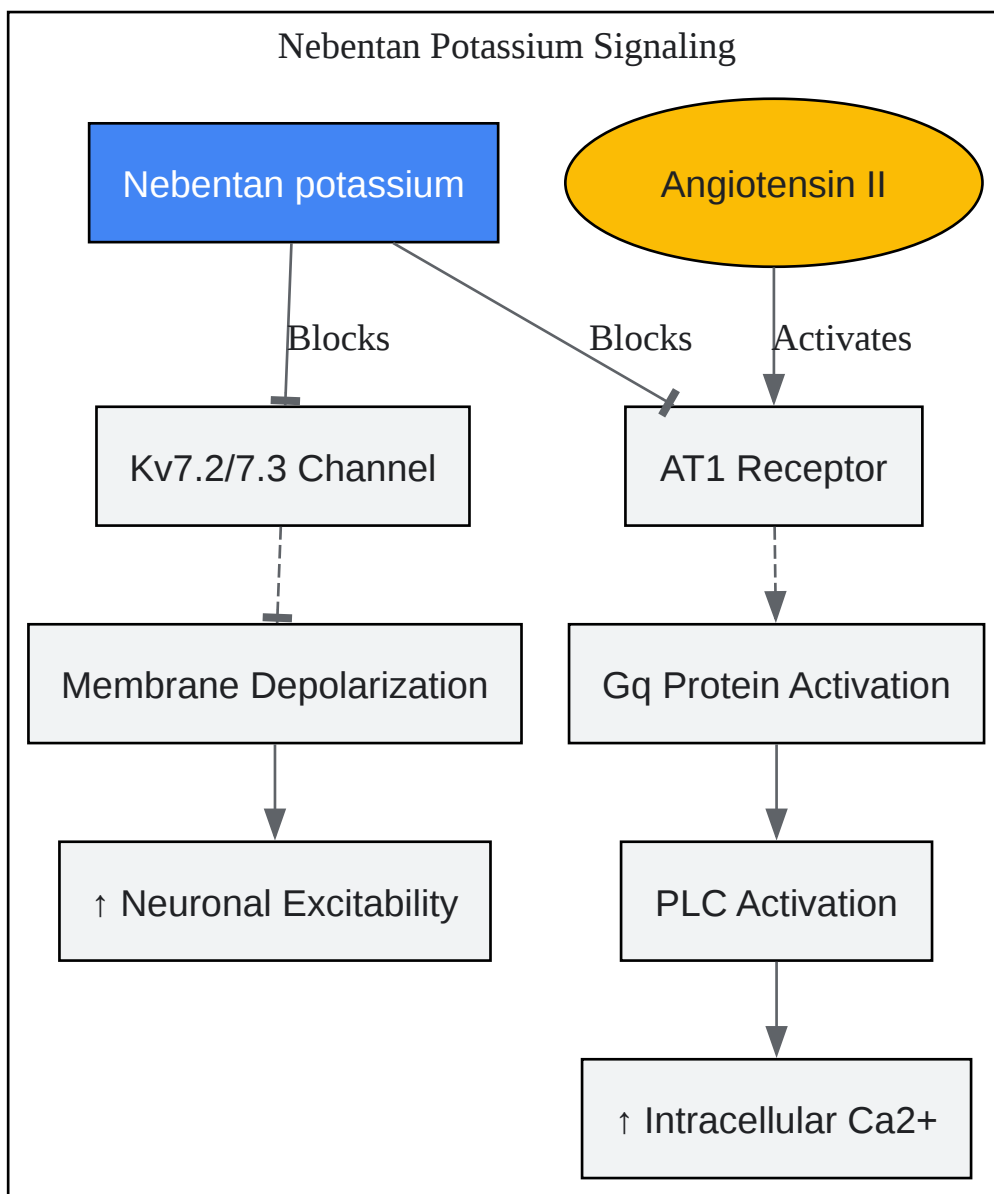 Nebentan Potassium Signaling
Nebentan potassium
Angiotensin II
Blocks
Blocks
Activates
Kv7.2/7.3 Channel
AT1 Receptor
Membrane Depolarization
Gq Protein Activation
↑ Neuronal Excitability
PLC Activation
↑ Intracellular Ca2+